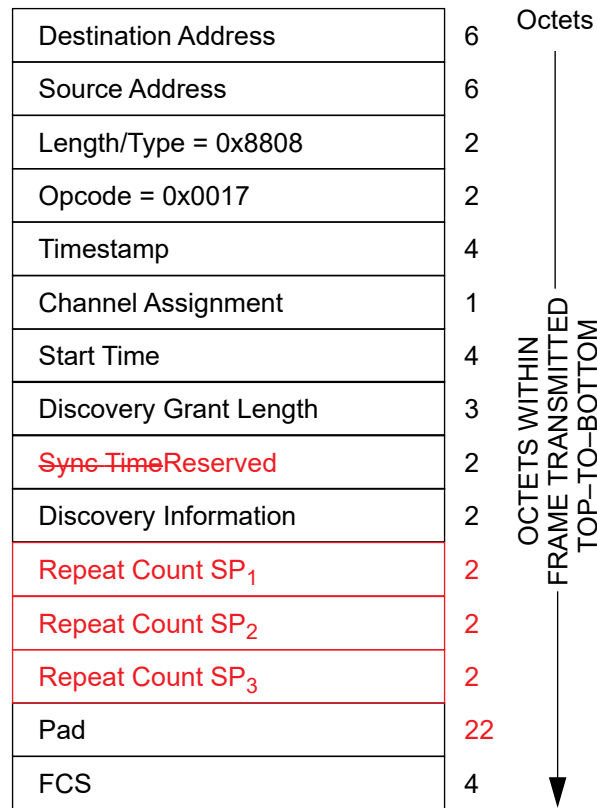 Octets
Destination Address 6
Source Address 6
Length/Type = 0x8808 2
Opcode = 0x0017 2
Timestamp 4
Channel Assignment 1
Start Time 4
Discovery Grant Length 3
Sync TimeReserved 2
Discovery Information 2
Repeat Count SP1 2
Repeat Count SP2 2
Repeat Count SP3 2
Pad 22
FCS 4
OCTETS WITHIN
FRAME TRANSMITTED
TOP–TO–BOTTOM